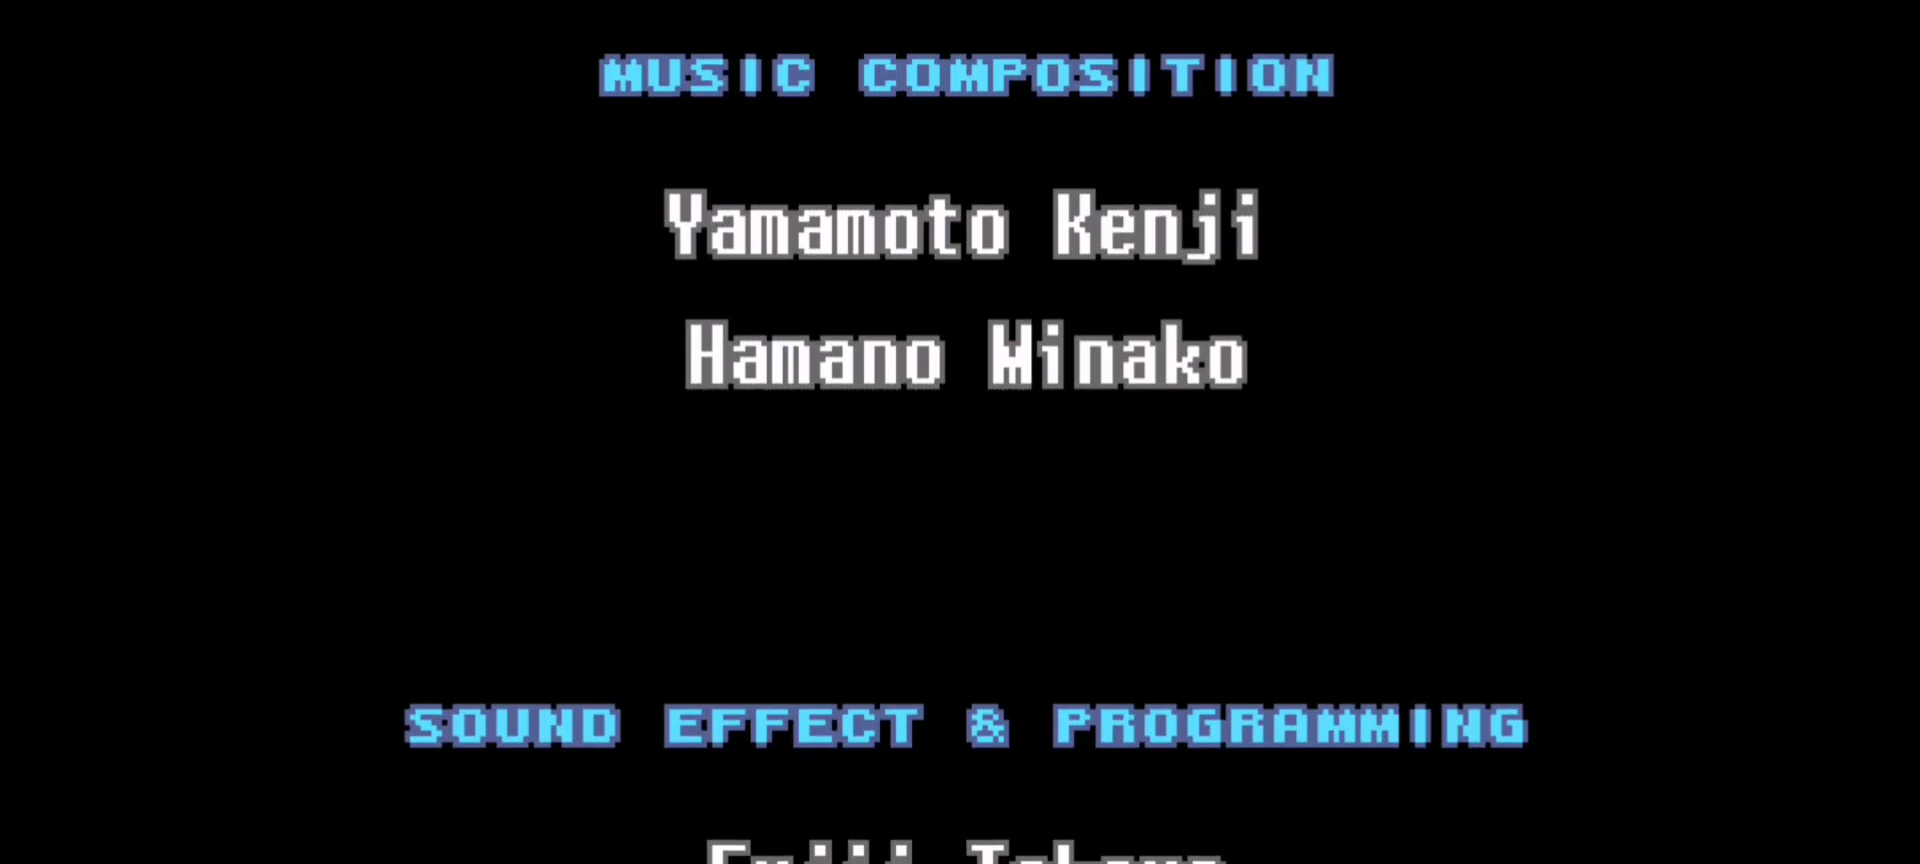 MUSIC COMPOSITION
Yamamoto Kenji
Hamano Minako
SOUND EFFECT & PROGRAMMING